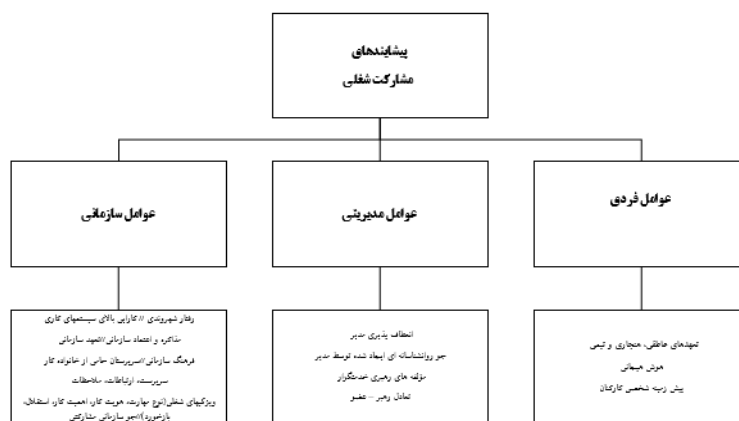 پیشایندهای
مشارکت شغلی
عوامل فردی
عوامل مدیریتی
عوامل سازمانی
تعهدهای عاطفی، هنجاری و تیمی
هوش هیجانی
پیش زمینه شخصی کارکنان
انعطاف پذیری مدیر
جو روانشناسانه ای ایجاد شده توسط مدیر
مؤلفه های رهبری خدمتگزار
تعادل رهبر – عضو
رفتار شهروندی // کارایی بالای سیستمهای کاری
مذاکره و اعتماد سازمانی//تعهد سازمانی
فرهنگ سازمانی//سرپرستان حامی از خانواده کار
سرپرست، ارتباطات، ملاحظات
ویژگیهای شغلی(تنوع مهارت، هویت کار، اهمیت کار، استقلال،
بازخورد)//جو سازمانی مشارکتی